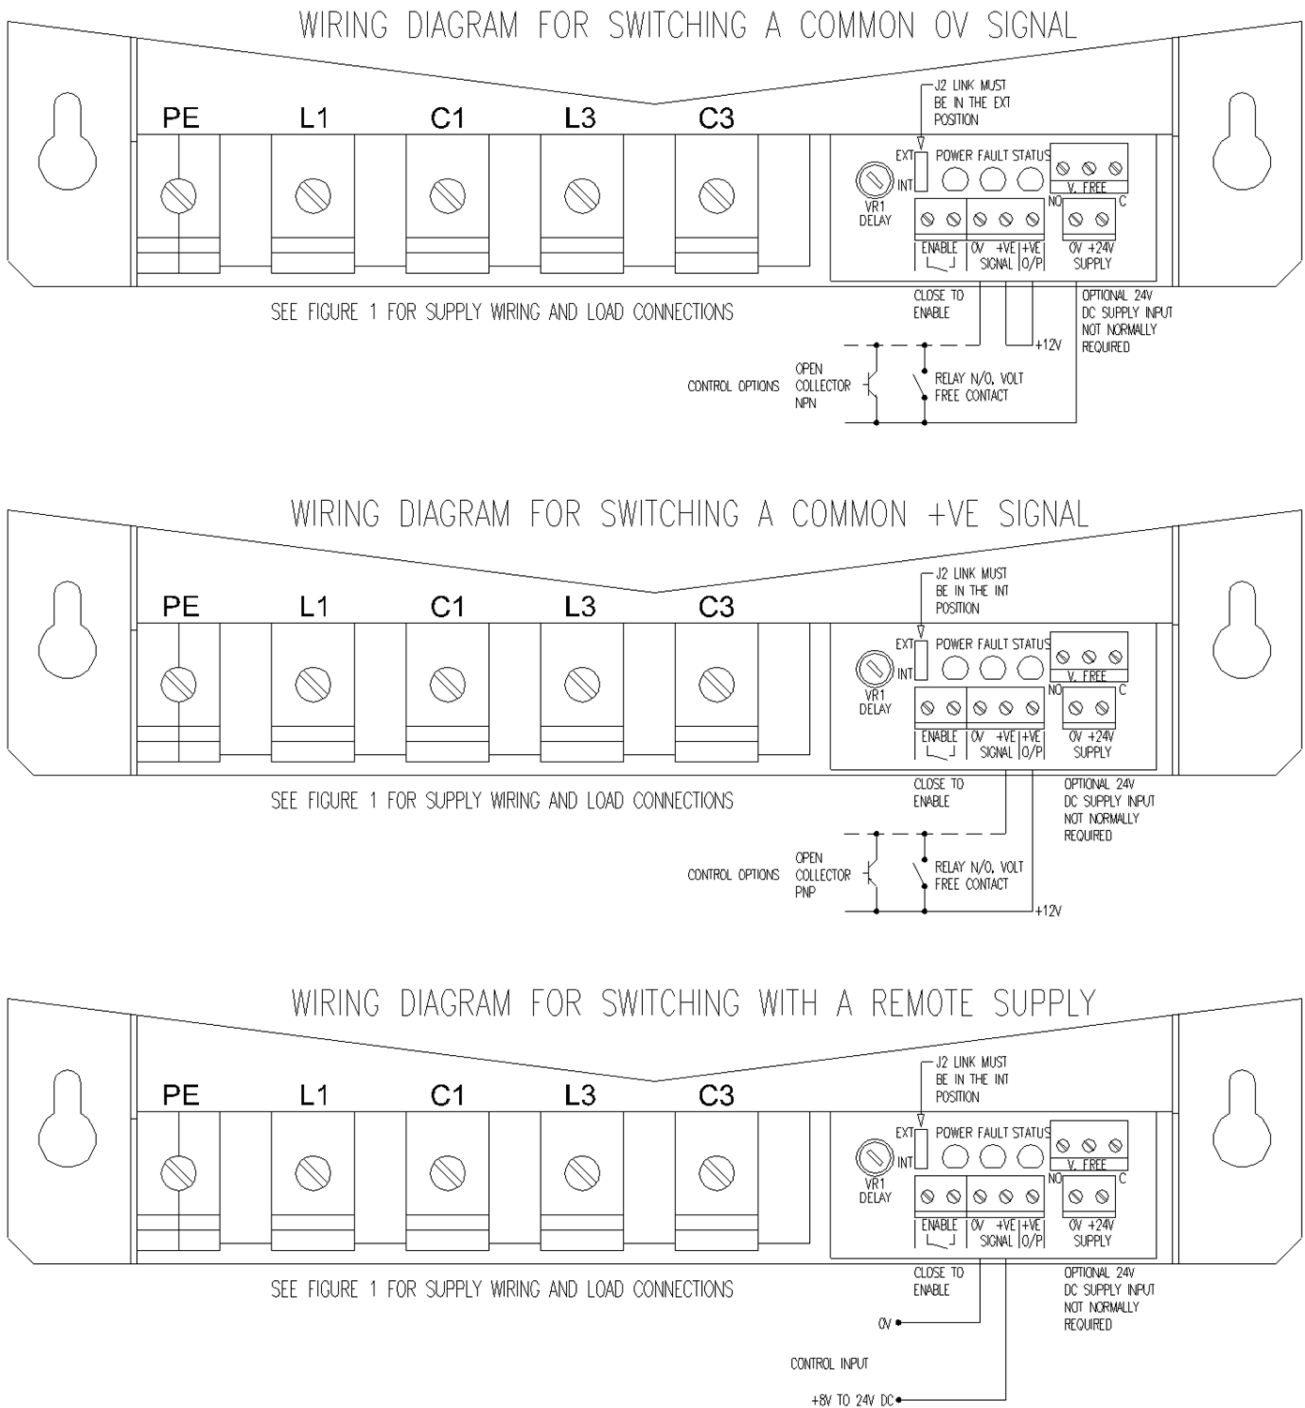 WIRING DIAGRAM FOR SWITCHING A COMMON 0V SIGNAL
J2 LINK MUST
BE IN THE EXT
POSITION
PE L1 C1 L3 C3
EXT POWER FAULT STATUS
INT
V. FREE
VR1
DELAY
NO C
ENABLE 0V +VE +VE 0V +24V
SIGNAL O/P SUPPLY
CLOSE TO
ENABLE
OPTIONAL 24V
DC SUPPLY INPUT
NOT NORMALLY
REQUIRED
SEE FIGURE 1 FOR SUPPLY WIRING AND LOAD CONNECTIONS
+12V
CONTROL OPTIONS
OPEN
COLLECTOR
NPN
RELAY N/O, VOLT
FREE CONTACT
WIRING DIAGRAM FOR SWITCHING A COMMON +VE SIGNAL
J2 LINK MUST
BE IN THE INT
POSITION
PE L1 C1 L3 C3
EXT POWER FAULT STATUS
INT
V. FREE
VR1
DELAY
NO C
ENABLE 0V +VE +VE 0V +24V
SIGNAL O/P SUPPLY
CLOSE TO
ENABLE
OPTIONAL 24V
DC SUPPLY INPUT
NOT NORMALLY
REQUIRED
SEE FIGURE 1 FOR SUPPLY WIRING AND LOAD CONNECTIONS
CONTROL OPTIONS
OPEN
COLLECTOR
PNP
RELAY N/O, VOLT
FREE CONTACT
+12V
WIRING DIAGRAM FOR SWITCHING WITH A REMOTE SUPPLY
J2 LINK MUST
BE IN THE INT
POSITION
PE L1 C1 L3 C3
EXT POWER FAULT STATUS
INT
V. FREE
VR1
DELAY
NO C
ENABLE 0V +VE +VE 0V +24V
SIGNAL O/P SUPPLY
CLOSE TO
ENABLE
OPTIONAL 24V
DC SUPPLY INPUT
NOT NORMALLY
REQUIRED
SEE FIGURE 1 FOR SUPPLY WIRING AND LOAD CONNECTIONS
0V
CONTROL INPUT
+8V TO 24V DC